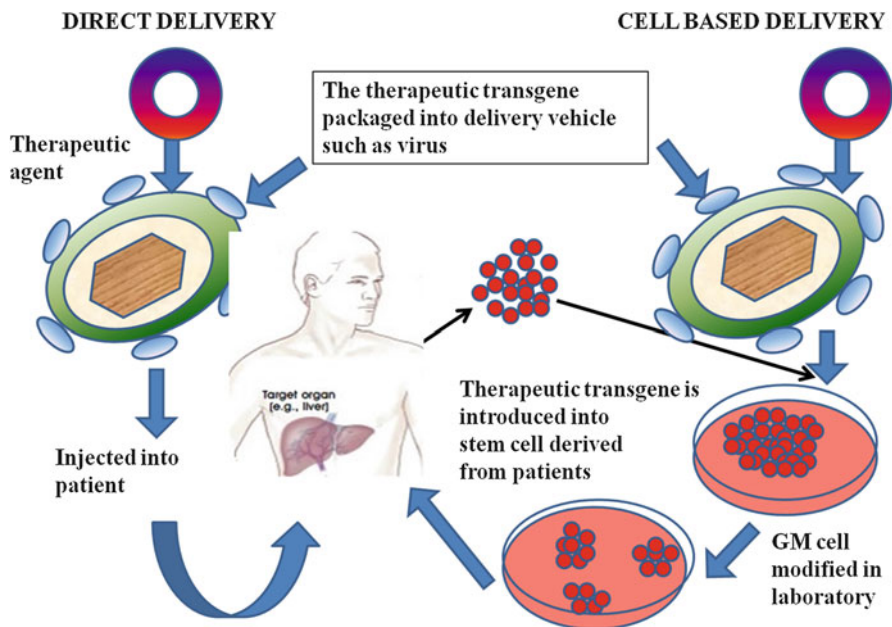 DIRECT DELIVERY
CELL BASED DELIVERY
The therapeutic transgene
packaged into delivery vehicle
such as virus
Therapeutic
agent
Target organ
(e.g., liver)
Therapeutic transgene is
introduced into
stem cell derived
from patients
Injected into
patient
GM cell
modified in
laboratory